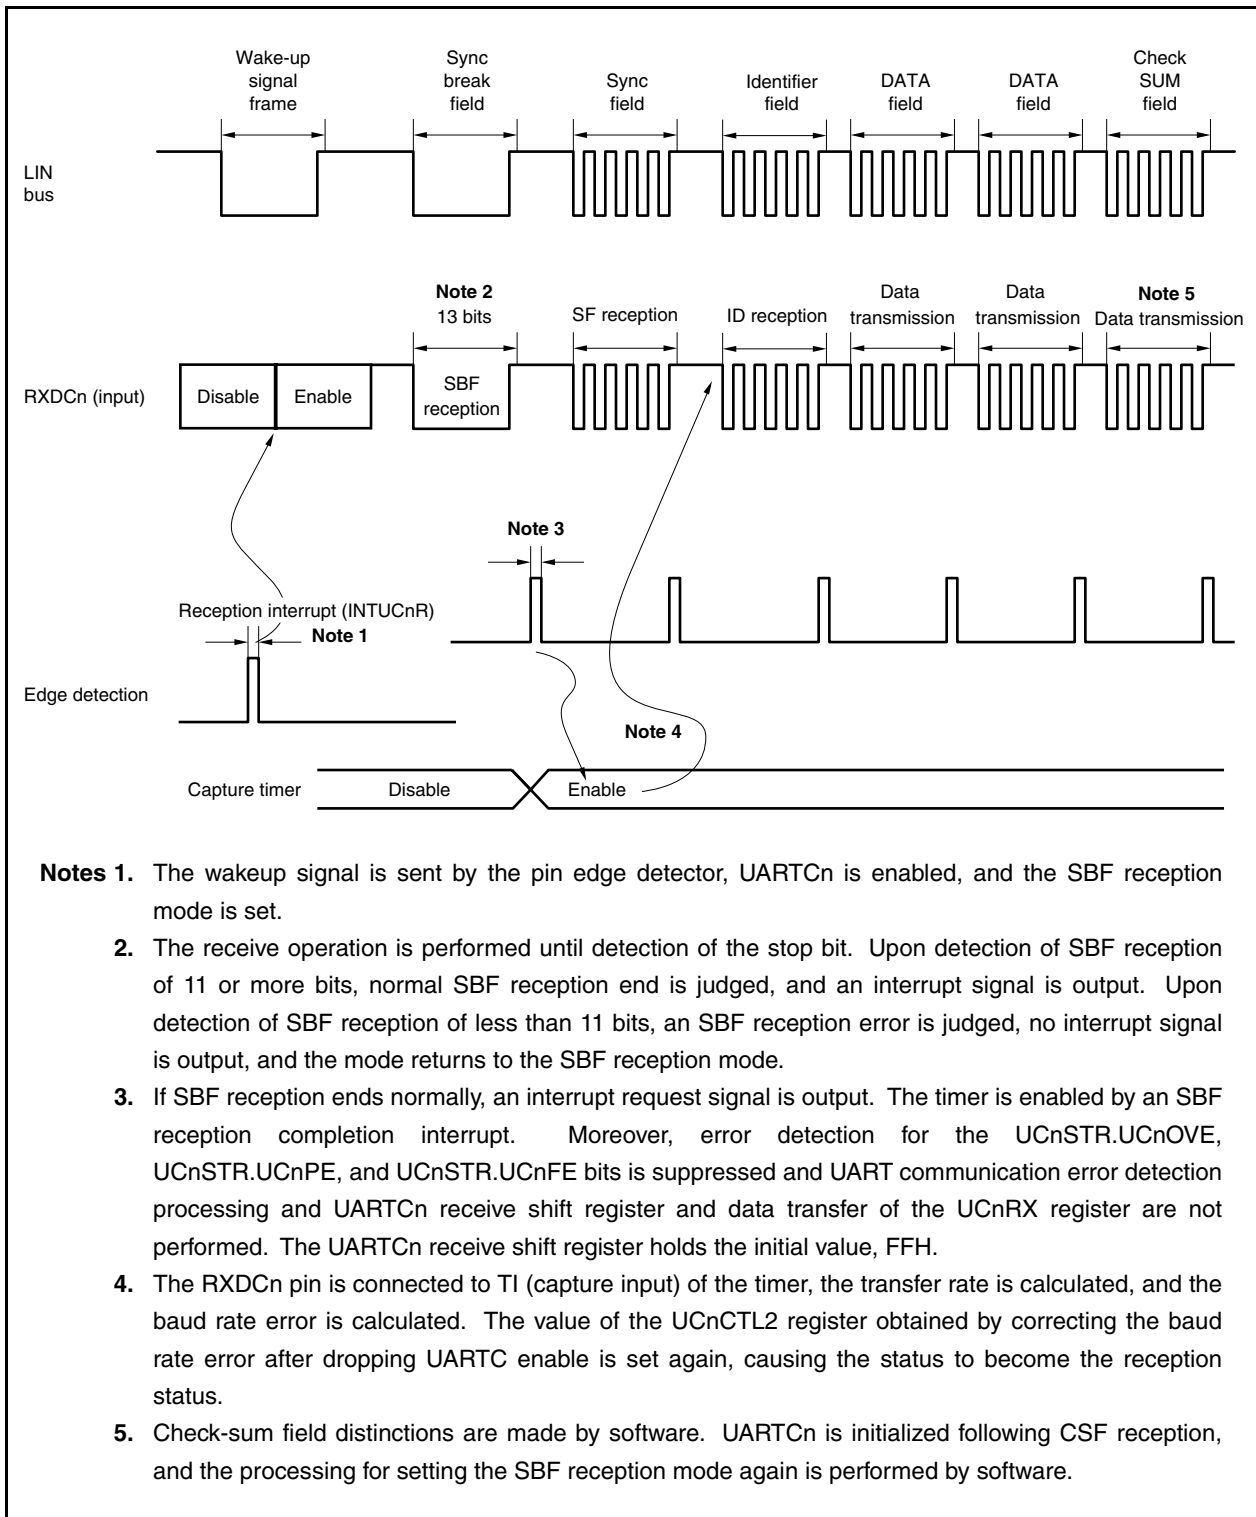 Wake-up signal frame
Sync break field
Sync field
Identifier field
DATA field
DATA field
Check SUM field
LIN bus
Note 2
13 bits
SF reception
ID reception
Data transmission
Data transmission
Note 5
Data transmission
RXDCn (input)
Disable
Enable
SBF reception
Note 3
Reception interrupt (INTUCnR)
Note 1
Edge detection
Note 4
Capture timer
Disable
Enable
Notes 1. The wakeup signal is sent by the pin edge detector, UARTCn is enabled, and the SBF reception
mode is set.
2. The receive operation is performed until detection of the stop bit. Upon detection of SBF reception
of 11 or more bits, normal SBF reception end is judged, and an interrupt signal is output. Upon
detection of SBF reception of less than 11 bits, an SBF reception error is judged, no interrupt signal
is output, and the mode returns to the SBF reception mode.
3. If SBF reception ends normally, an interrupt request signal is output. The timer is enabled by an SBF
reception completion interrupt. Moreover, error detection for the UCnSTR.UCnOVE,
UCnSTR.UCnPE, and UCnSTR.UCnFE bits is suppressed and UART communication error detection
processing and UARTCn receive shift register and data transfer of the UCnRX register are not
performed. The UARTCn receive shift register holds the initial value, FFH.
4. The RXDCn pin is connected to TI (capture input) of the timer, the transfer rate is calculated, and the
baud rate error is calculated. The value of the UCnCTL2 register obtained by correcting the baud
rate error after dropping UARTC enable is set again, causing the status to become the reception
status.
5. Check-sum field distinctions are made by software. UARTCn is initialized following CSF reception,
and the processing for setting the SBF reception mode again is performed by software.